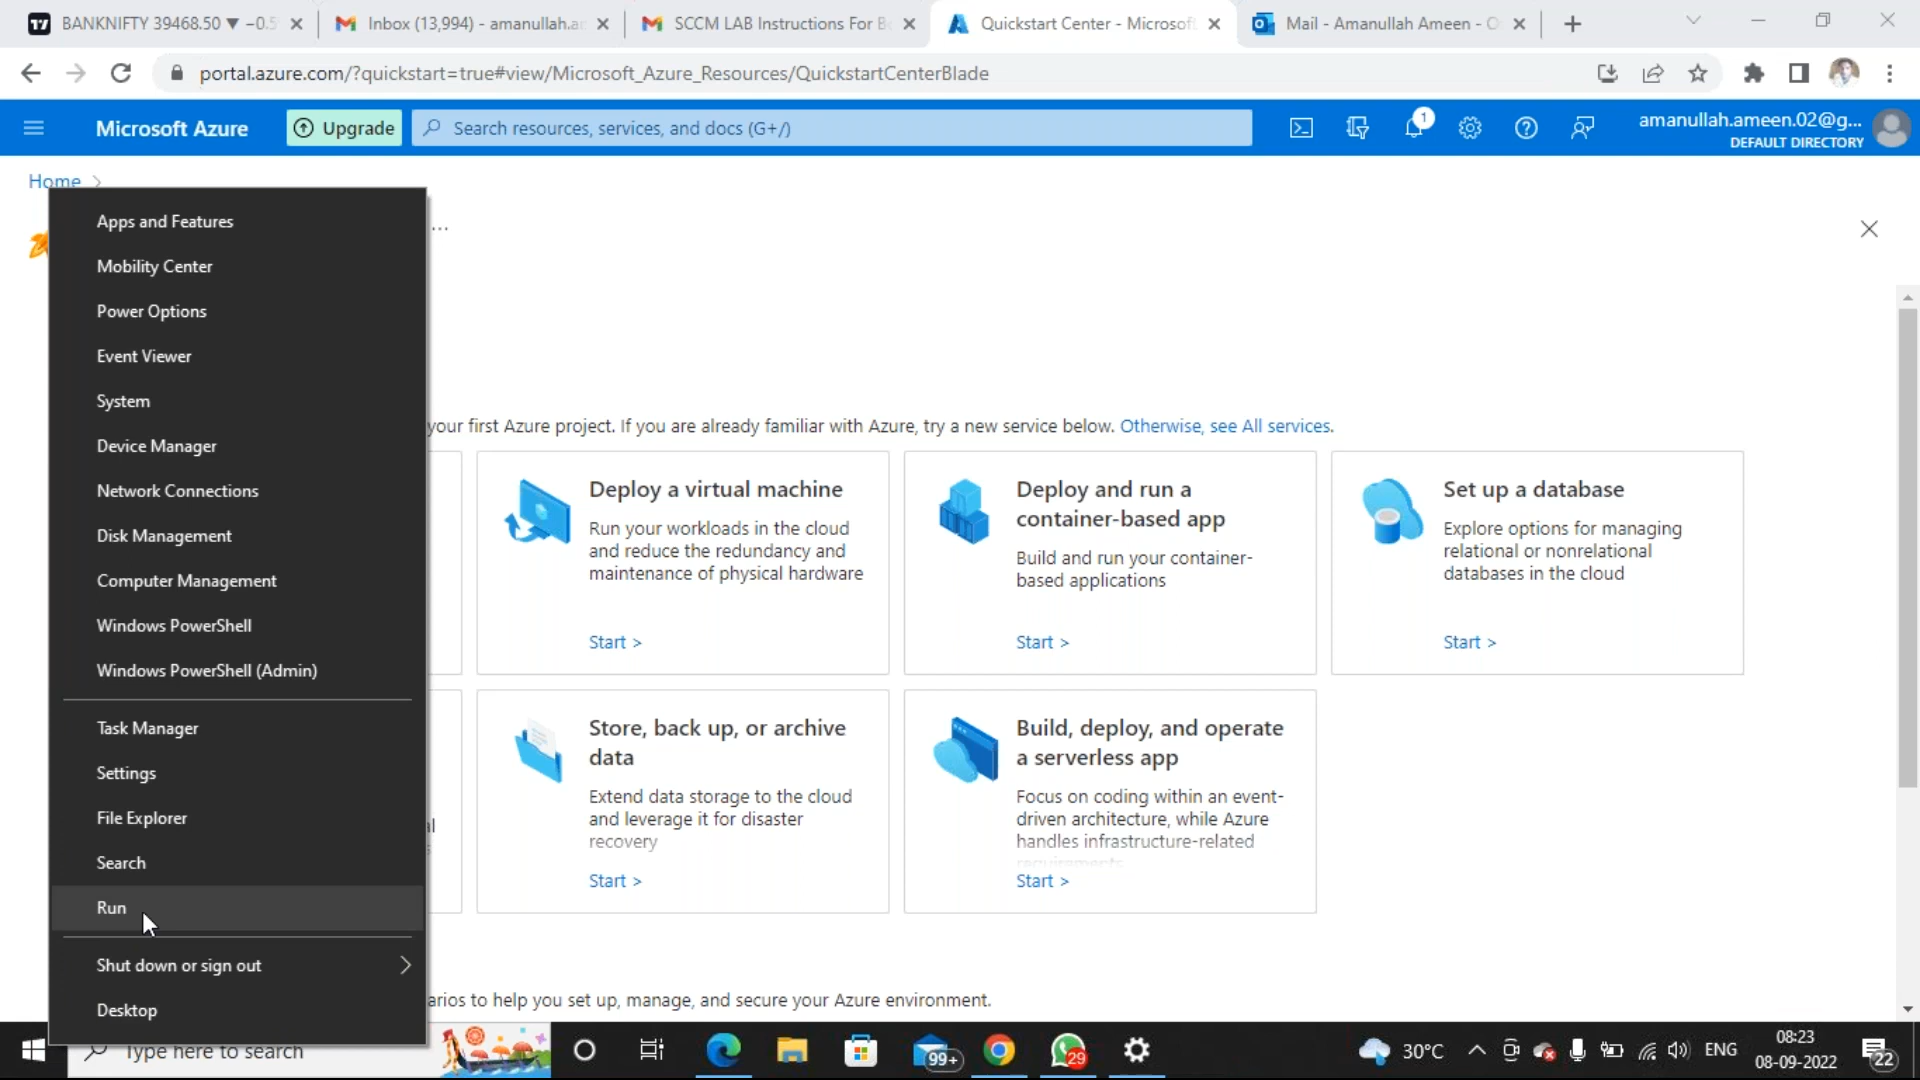 BANKNIFTY 39468.50 ▼ −0.5
Inbox (13,994) - amanullah.a
SCCM LAB Instructions For B
Quickstart Center - Microsof
Mail - Amanullah Ameen - O
portal.azure.com/?quickstart=true#view/Microsoft_Azure_Resources/QuickstartCenterBlade
Microsoft Azure
Upgrade
Search resources, services, and docs (G+/)
1
amanullah.ameen.02@g...
DEFAULT DIRECTORY
Home >
...
Apps and Features
Mobility Center
Power Options
Event Viewer
System
Device Manager
Network Connections
Disk Management
Computer Management
Windows PowerShell
Windows PowerShell (Admin)
Task Manager
Settings
File Explorer
Search
Run
Shut down or sign out
Desktop
your first Azure project. If you are already familiar with Azure, try a new service below. Otherwise, see All services.
Deploy a virtual machine
Run your workloads in the cloud
and reduce the redundancy and
maintenance of physical hardware
Start >
Deploy and run a
container-based app
Build and run your container-
based applications
Start >
Set up a database
Explore options for managing
relational or nonrelational
databases in the cloud
Start >
Store, back up, or archive
data
Extend data storage to the cloud
and leverage it for disaster
recovery
Start >
Build, deploy, and operate
a serverless app
Focus on coding within an event-
driven architecture, while Azure
handles infrastructure-related
requirements
Start >
arios to help you set up, manage, and secure your Azure environment.
Type here to search
99+
29
30°C
ENG
08:23
08-09-2022
22